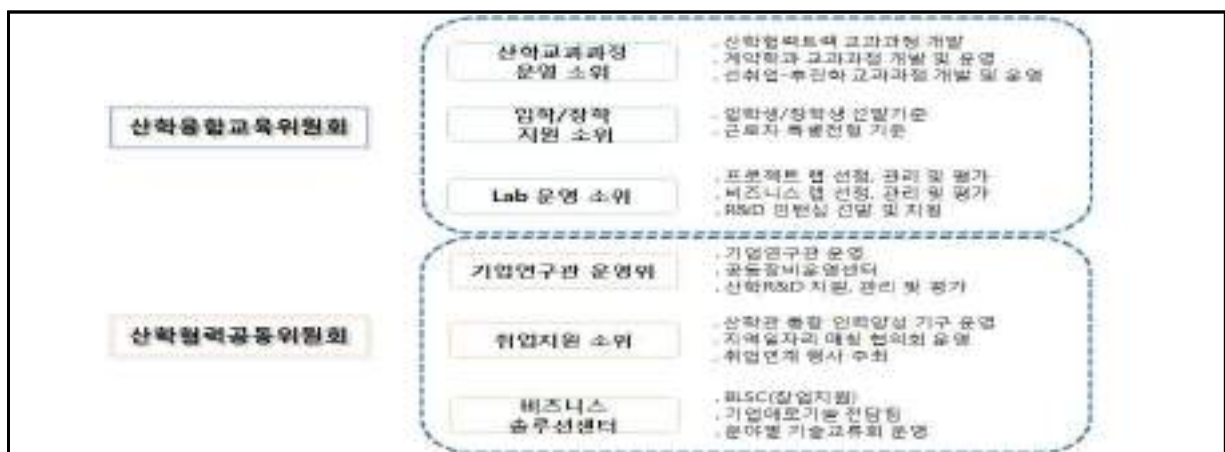 산학융합교육위원회
산학교과과정
운영 소위
. 산학협력트랙 교과과정 개발
. 계약학과 교과과정 개발 및 운영
. 선취업-후진학 교과과정 개발 및 운영
입학/장학
지원 소위
. 입학생/장학생 선발기준
. 근로자 특별전형 기준
Lab 운영 소위
. 프로젝트 랩 선정, 관리 및 평가
. 비즈니스 랩 선정, 관리 및 평가
. R&D 인턴십 선발 및 지원
산학협력공동위원회
기업연구관 운영위
. 기업연구관 운영
. 공동장비운영센터
. 산학R&D 지원, 관리 및 평가
취업지원 소위
. 산학관 통합 인력양성 기구 운영
. 지역일자리 매칭 협의회 운영
. 취업연계 행사 주최
비즈니스
솔루션센터
. BLSC(창업지원)
. 기업애로기술 전담팀
. 분야별 기술교류회 운영